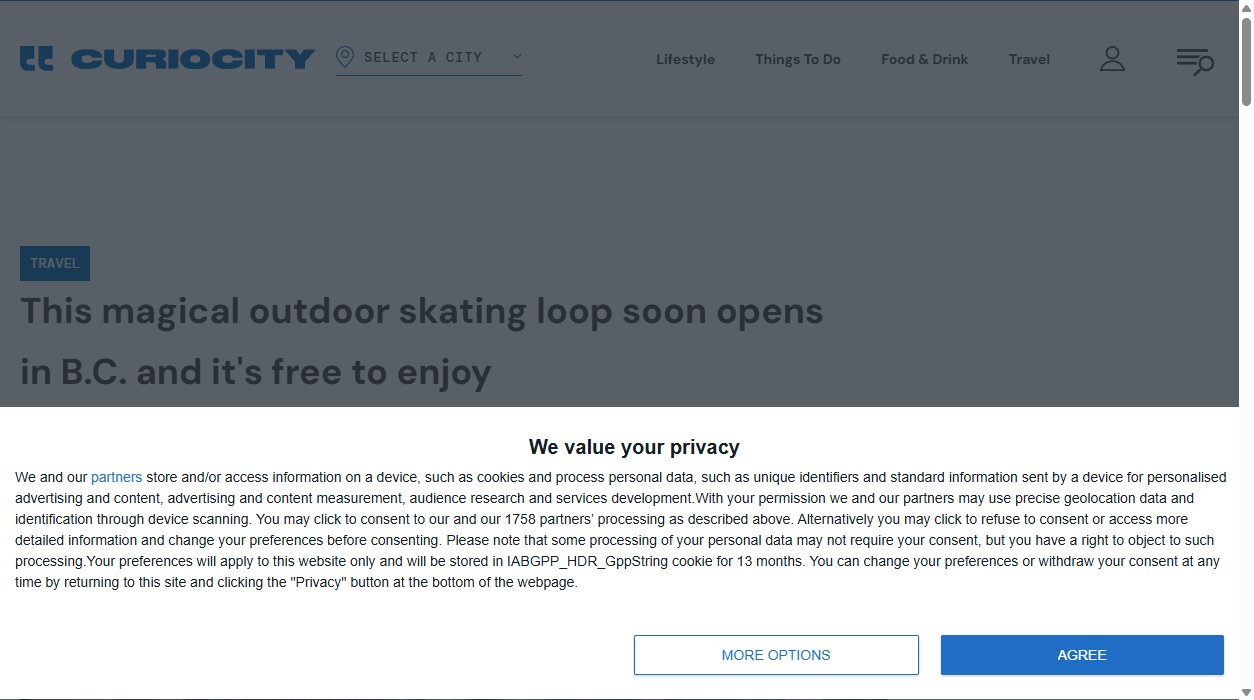 CURIOCITY
SELECT A CITY
Lifestyle
Things To Do
Food & Drink
Travel
TRAVEL
This magical outdoor skating loop soon opens
in B.C. and it's free to enjoy
We value your privacy
We and our partners store and/or access information on a device, such as cookies and process personal data, such as unique identifiers and standard information sent by a device for personalised
advertising and content, advertising and content measurement, audience research and services development.With your permission we and our partners may use precise geolocation data and
identification through device scanning. You may click to consent to our and our 1758 partners’ processing as described above. Alternatively you may click to refuse to consent or access more
detailed information and change your preferences before consenting. Please note that some processing of your personal data may not require your consent, but you have a right to object to such
processing.Your preferences will apply to this website only and will be stored in IABGPP_HDR_GppString cookie for 13 months. You can change your preferences or withdraw your consent at any
time by returning to this site and clicking the "Privacy" button at the bottom of the webpage.
MORE OPTIONS
AGREE